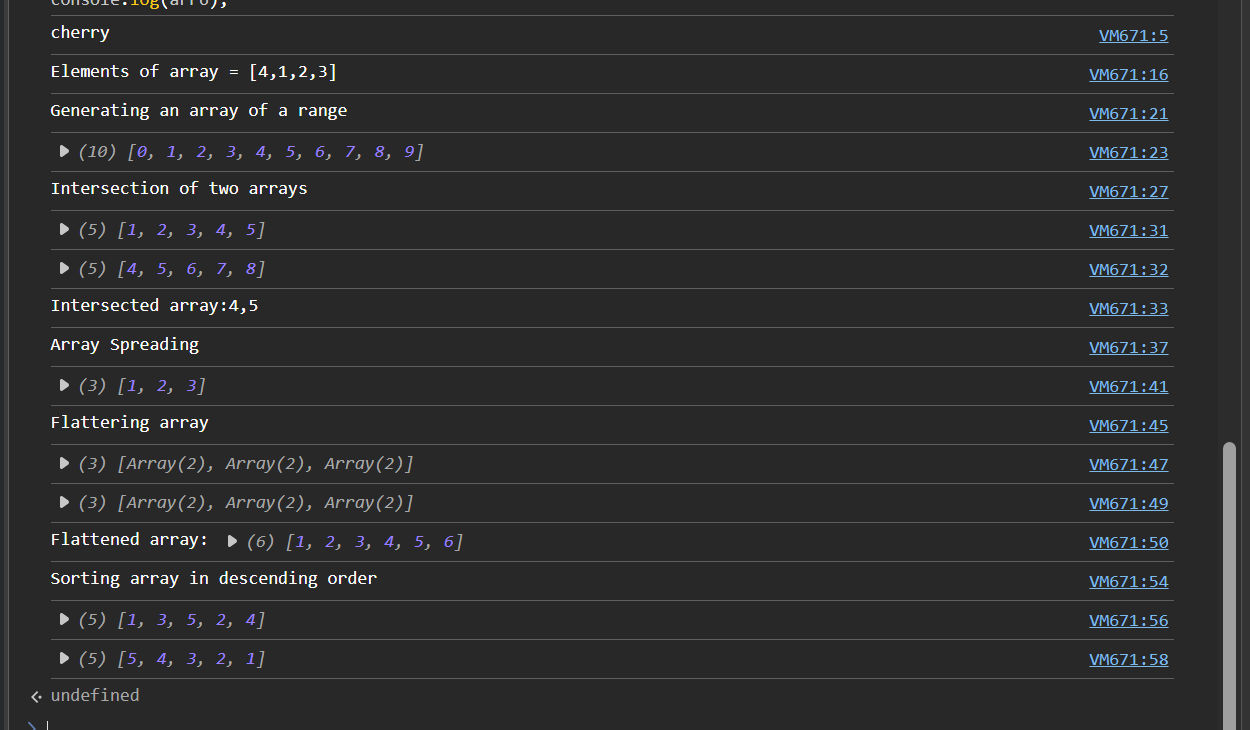 console.log(arr6);
cherry VM671:5
Elements of array = [4,1,2,3] VM671:16
Generating an array of a range VM671:21
▶ (10) [0, 1, 2, 3, 4, 5, 6, 7, 8, 9] VM671:23
Intersection of two arrays VM671:27
▶ (5) [1, 2, 3, 4, 5] VM671:31
▶ (5) [4, 5, 6, 7, 8] VM671:32
Intersected array:4,5 VM671:33
Array Spreading VM671:37
▶ (3) [1, 2, 3] VM671:41
Flattering array VM671:45
▶ (3) [Array(2), Array(2), Array(2)] VM671:47
▶ (3) [Array(2), Array(2), Array(2)] VM671:49
Flattened array: ▶ (6) [1, 2, 3, 4, 5, 6] VM671:50
Sorting array in descending order VM671:54
▶ (5) [1, 3, 5, 2, 4] VM671:56
▶ (5) [5, 4, 3, 2, 1] VM671:58
undefined